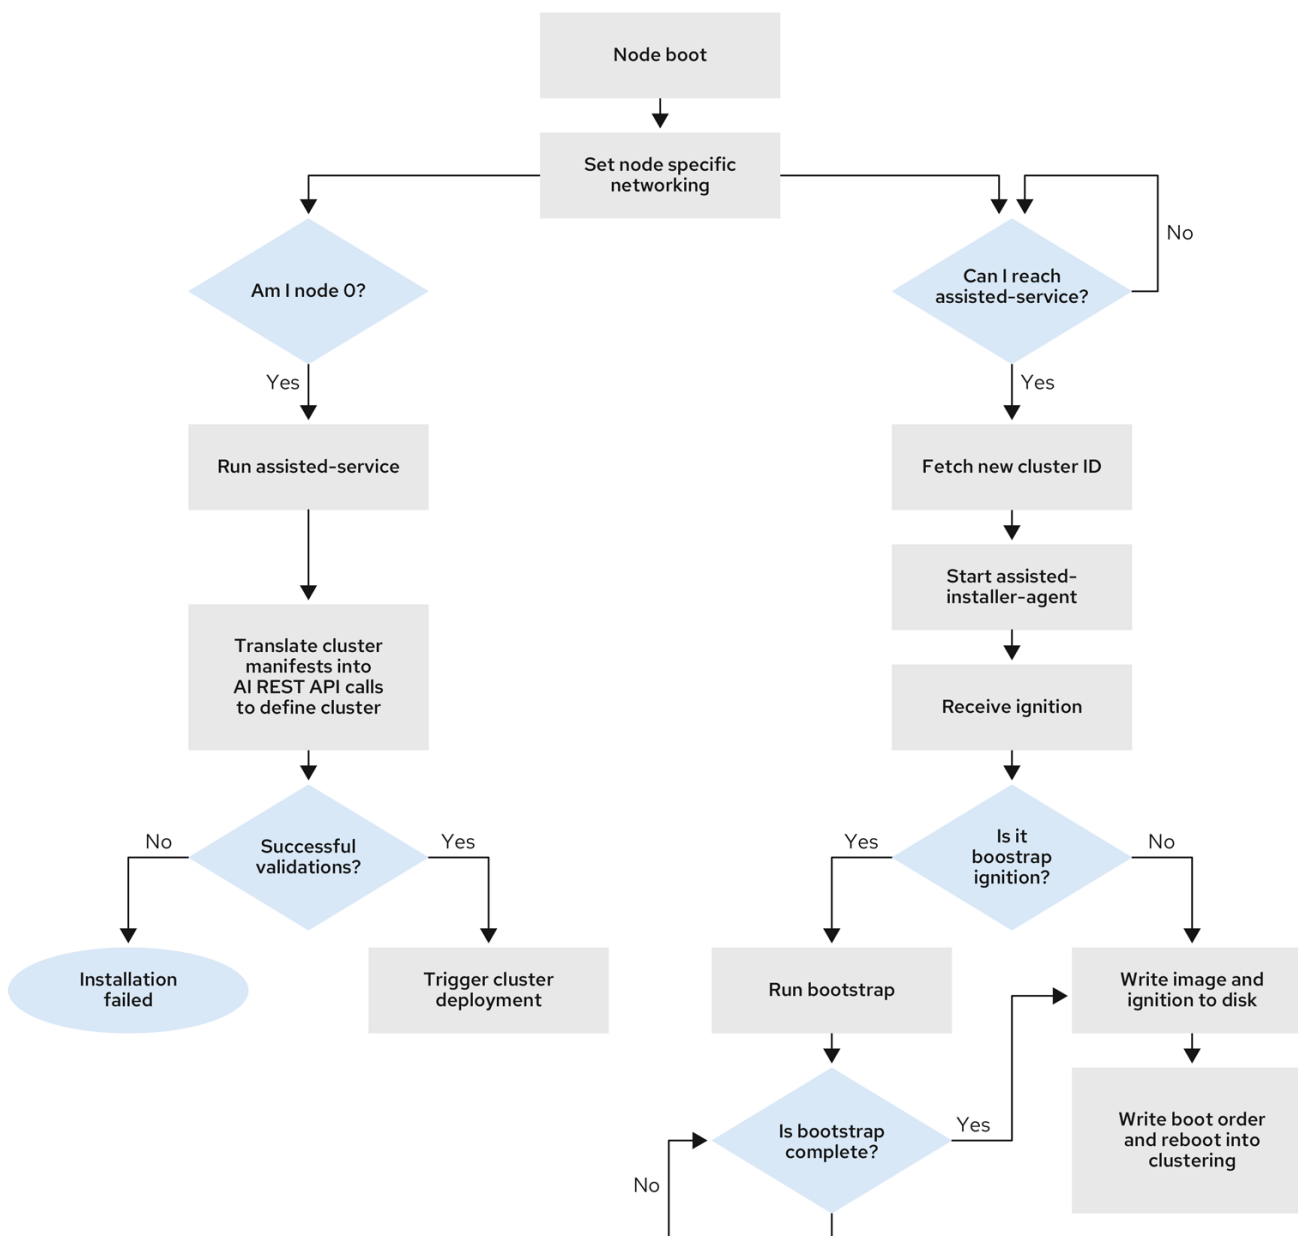 Node boot
Set node specific
networking
No
Am I node 0?
Can I reach
assisted-service?
Yes
Yes
Run assisted-service
Fetch new cluster ID
Start assisted-
installer-agent
Translate cluster
manifests into
AI REST API calls
to define cluster
Receive ignition
No
Yes
Successful
validations?
Yes
No
Is it
boostrap
ignition?
Installation
failed
Trigger cluster
deployment
Run bootstrap
Write image and
ignition to disk
Yes
Is bootstrap
complete?
Write boot order
and reboot into
clustering
No